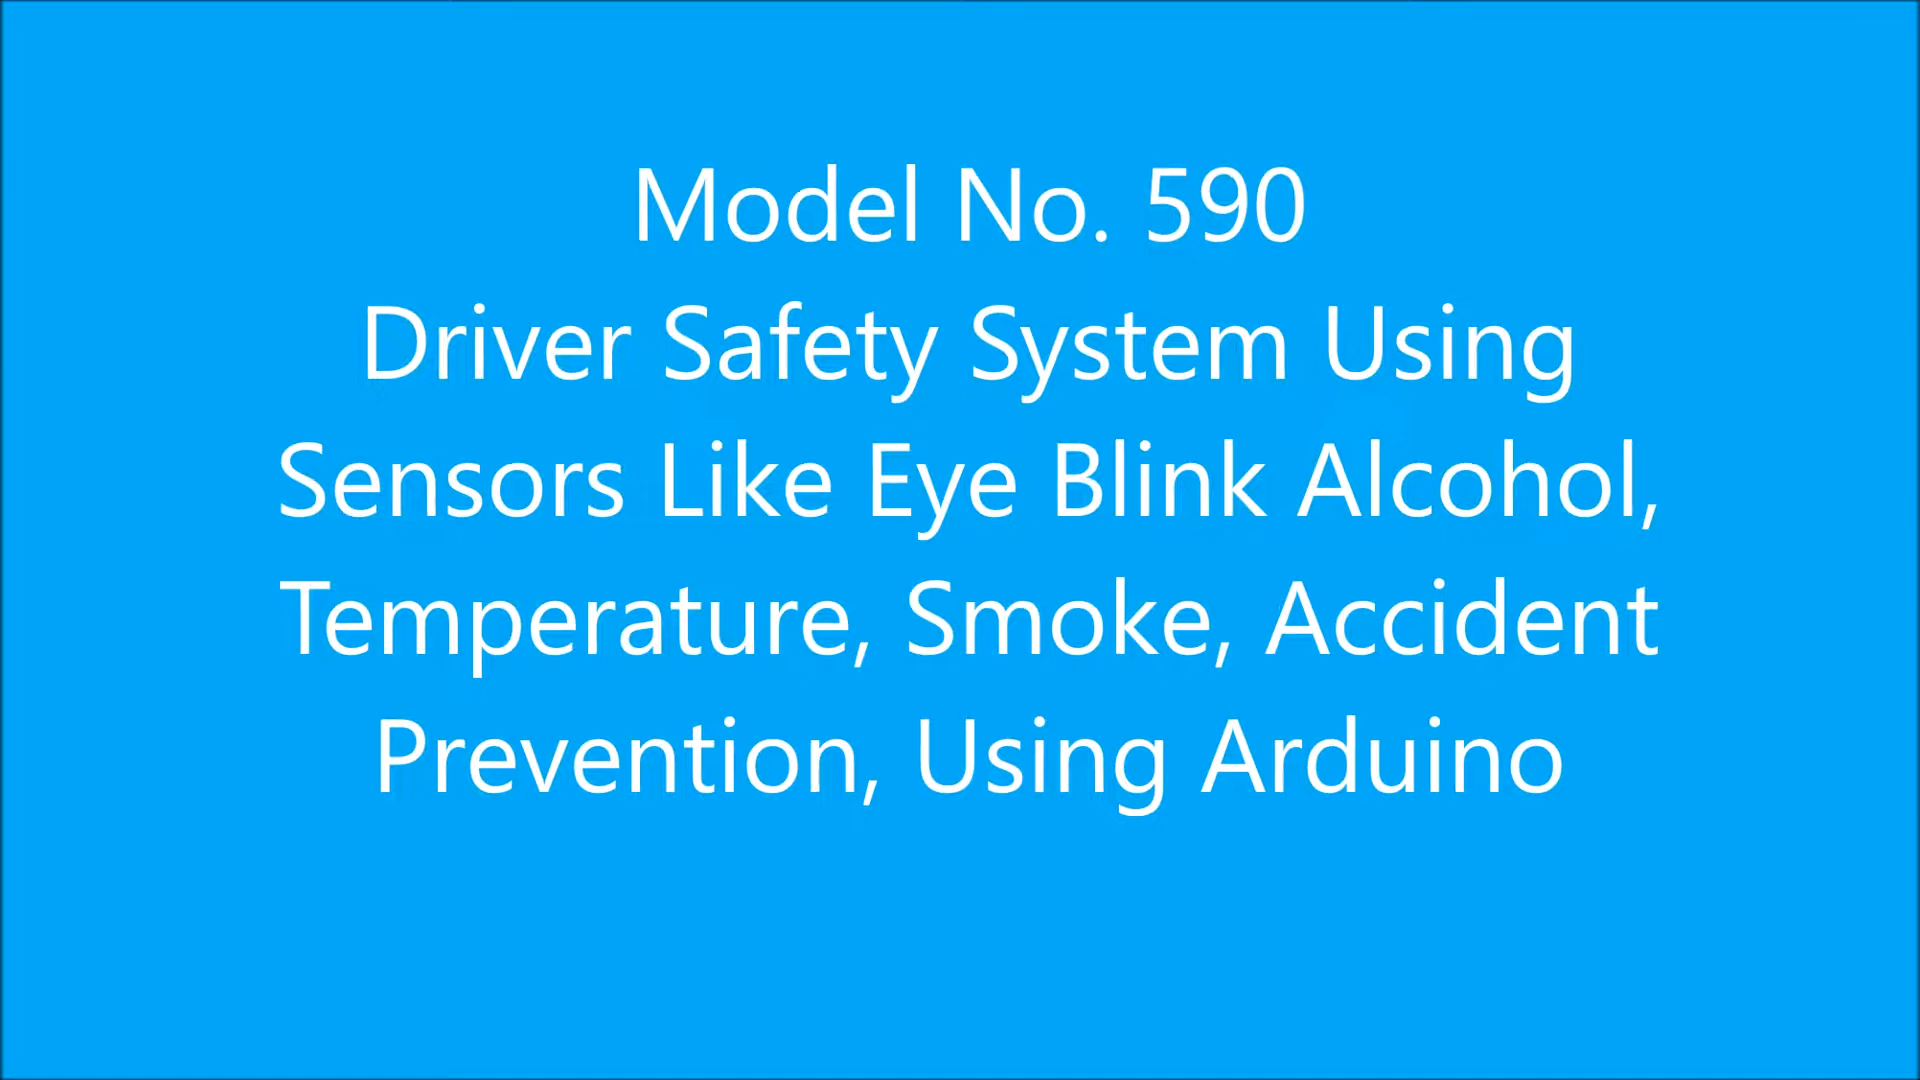 Model No. 590
Driver Safety System Using
Sensors Like Eye Blink Alcohol,
Temperature, Smoke, Accident
Prevention, Using Arduino